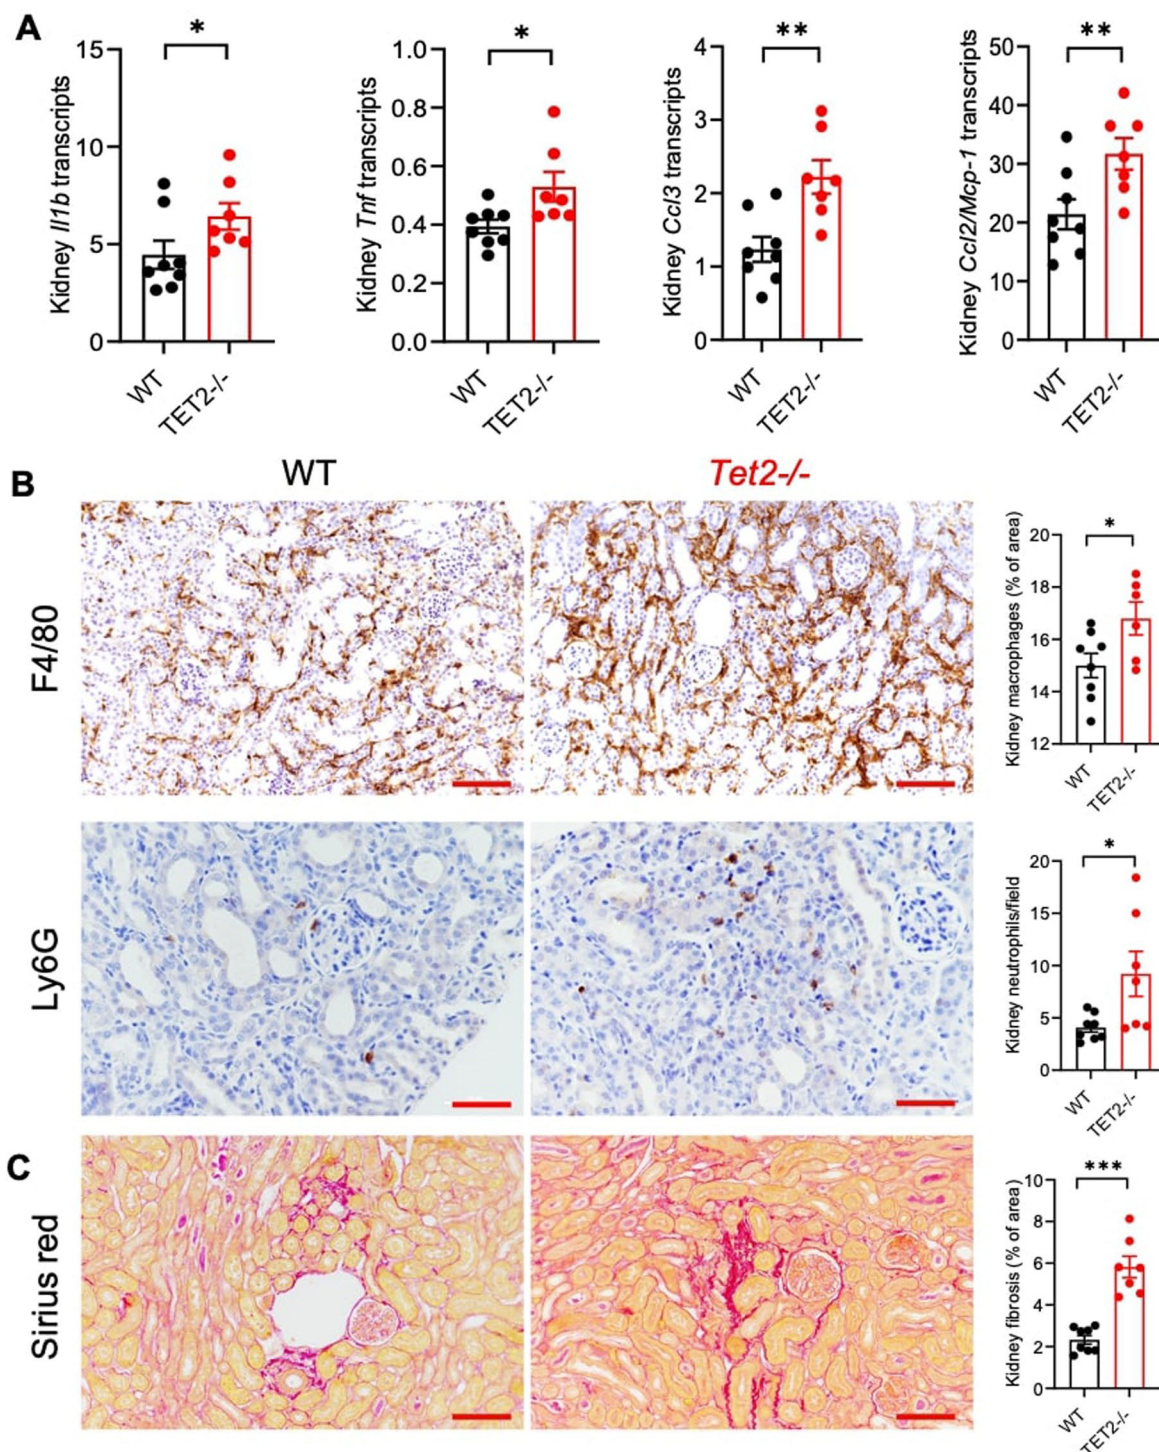 A
Kidney Il1b transcripts
15
10
5
0
*
WT
TET2-/-
Kidney Tnf transcripts
1.0
0.8
0.6
0.4
0.2
0.0
*
WT
TET2-/-
Kidney Ccl3 transcripts
4
3
2
1
0
**
WT
TET2-/-
Kidney Ccl2/Mcp-1 transcripts
50
40
30
20
10
0
**
WT
TET2-/-
B
WT
Tet2-/-
F4/80
Kidney macrophages (% of area)
20
18
16
14
12
*
WT
TET2-/-
Ly6G
Kidney neutrophils/field
20
15
10
5
0
*
WT
TET2-/-
C
Sirius red
Kidney fibrosis (% of area)
10
8
6
4
2
0
***
WT
TET2-/-